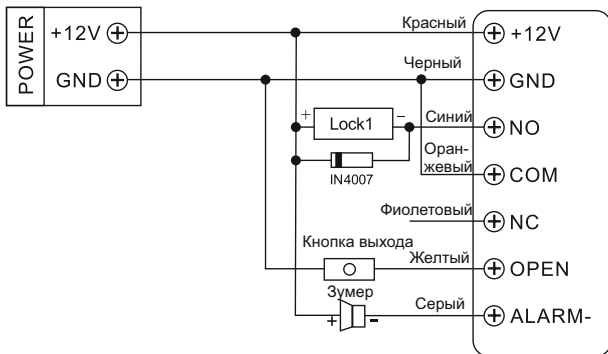 POWER
+12V
GND
Красный
+12V
Черный
GND
+ Lock1 −
Синий
NO
IN4007
Оран-
жевый
COM
Фиолетовый
NC
Кнопка выхода
Желтый
OPEN
Зумер
+ -
Серый
ALARM-